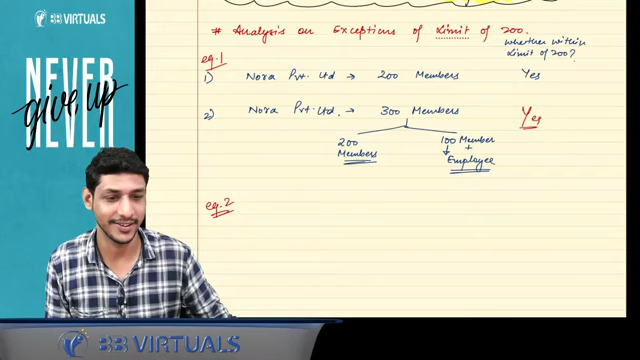 BB VIRTUALS
NEVER
give up
NEVER
# Analysis on Exceptions of Limit of 200.
whether within
Limit of 200?
eg.1
1) Nora Pvt. Ltd → 200 Members Yes
2) Nora Pvt. Ltd. → 300 Members Yes
200
Members
100 Member
+
Employee
eg.2
BB VIRTUALS